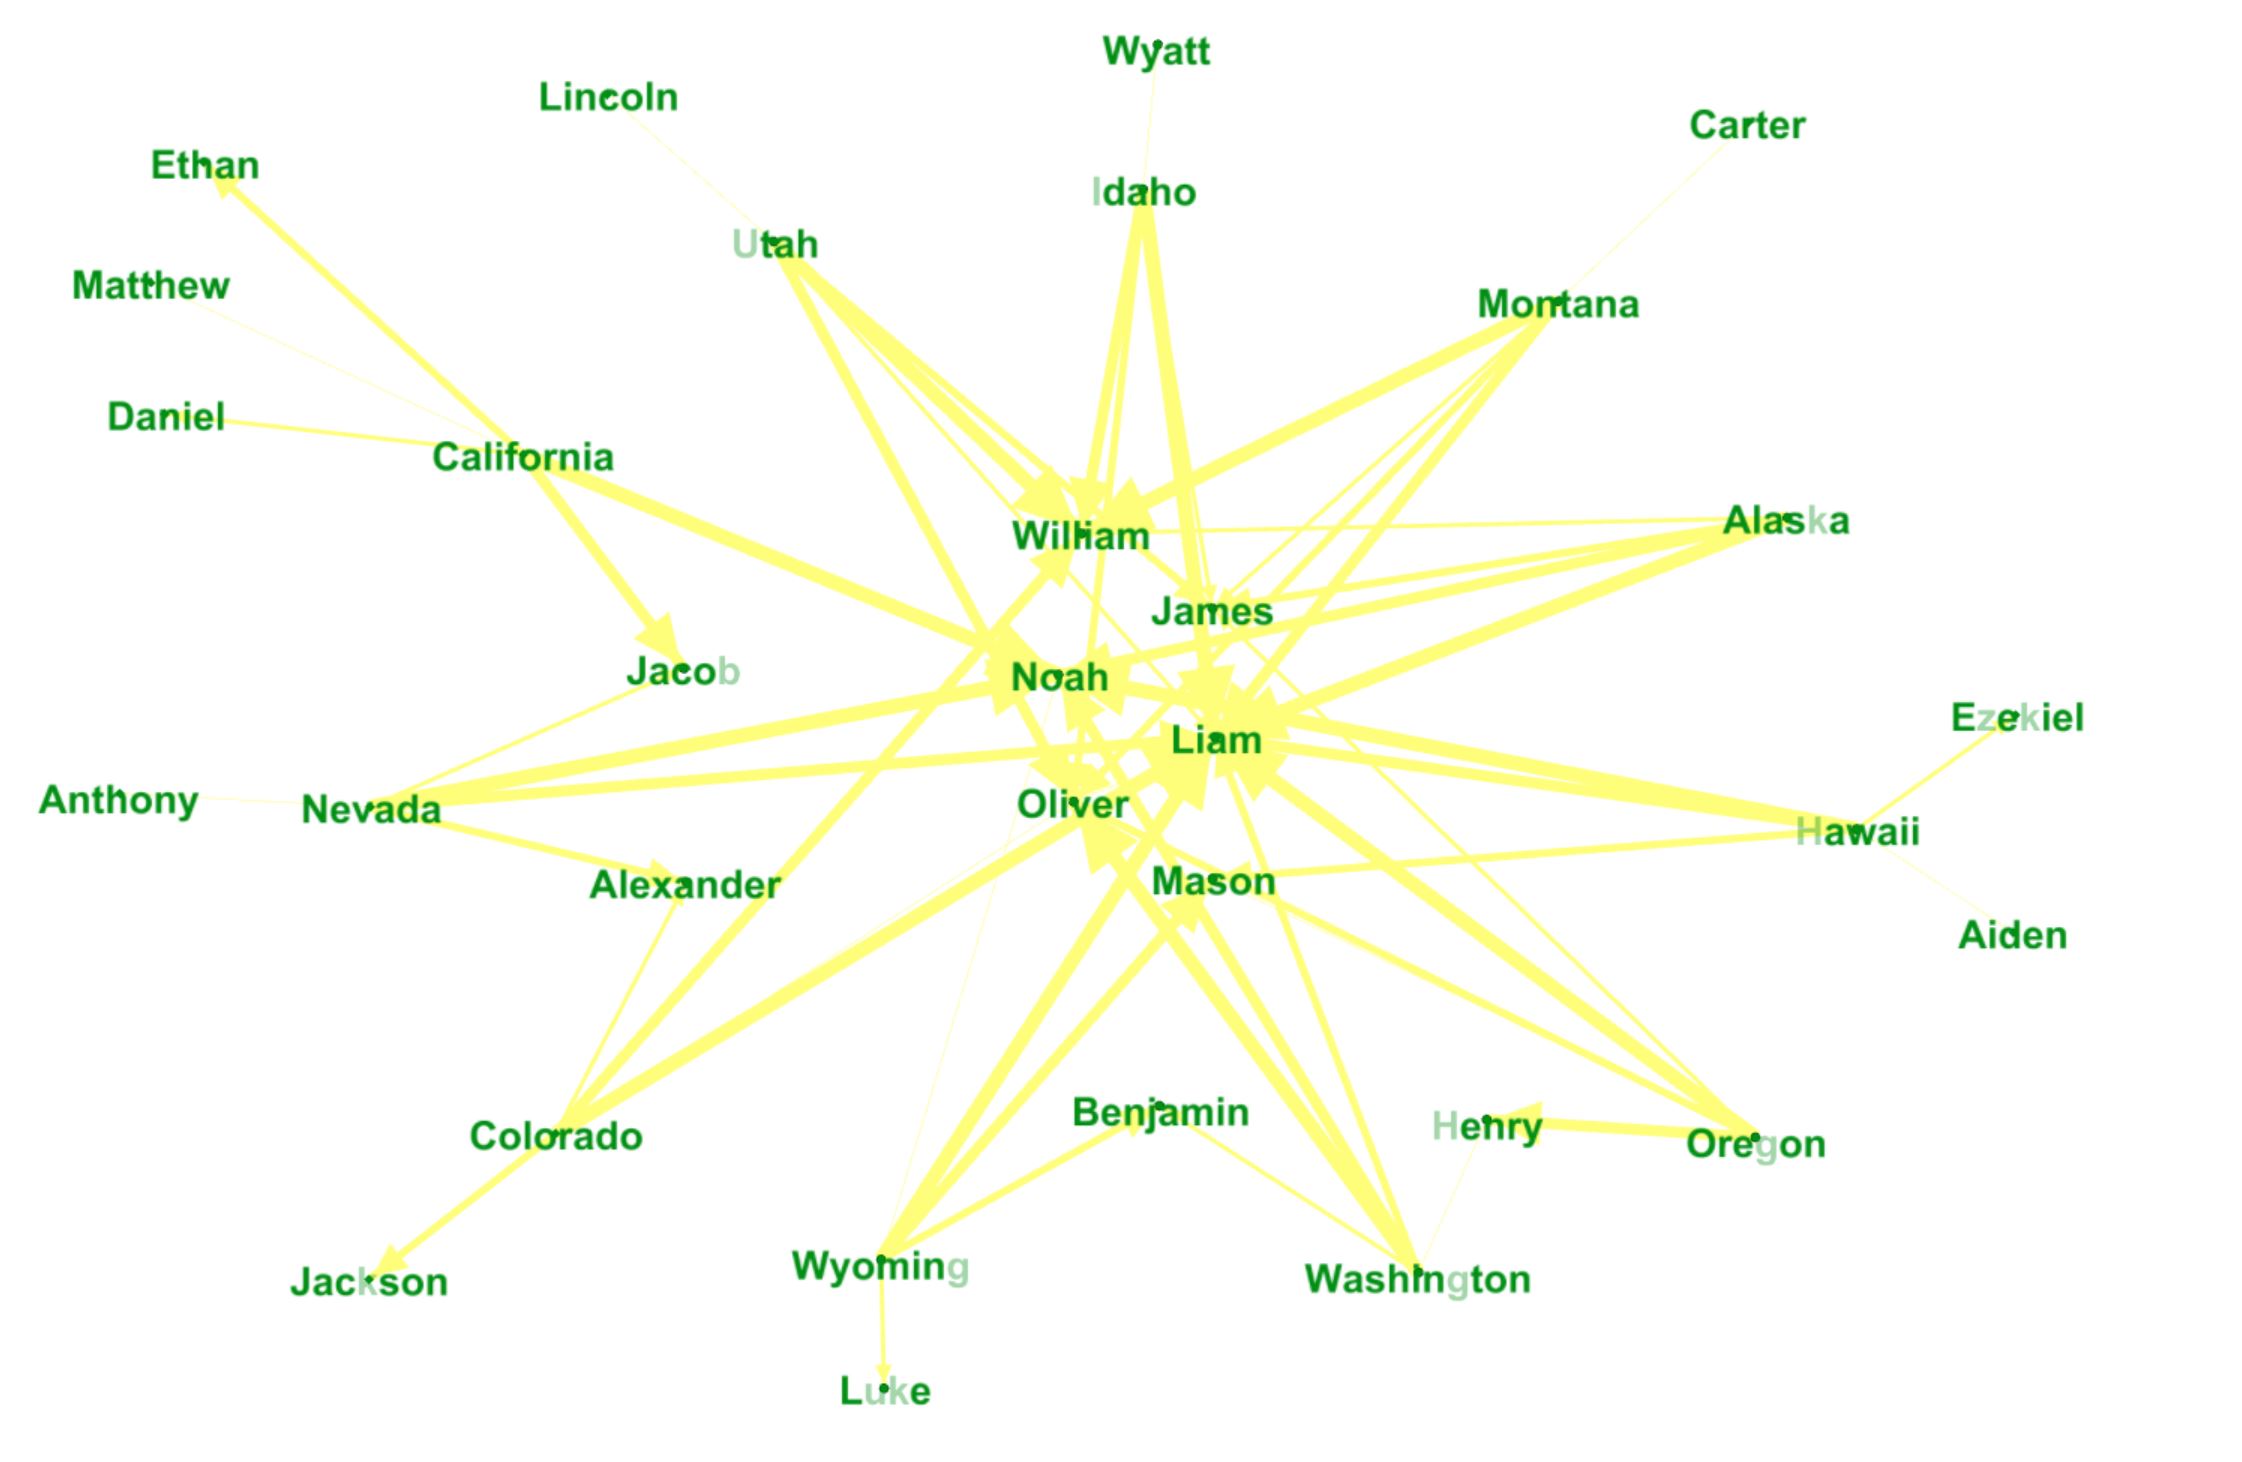 Wyatt
Lincoln
Carter
Ethan
Idaho
Utah
Matthew
Montana
Daniel
California
Alaska
William
James
Jacob
Noah
Ezekiel
Liam
Anthony
Nevada
Oliver
Hawaii
Alexander
Mason
Aiden
Benjamin
Henry
Colorado
Oregon
Wyoming
Washington
Jackson
Luke